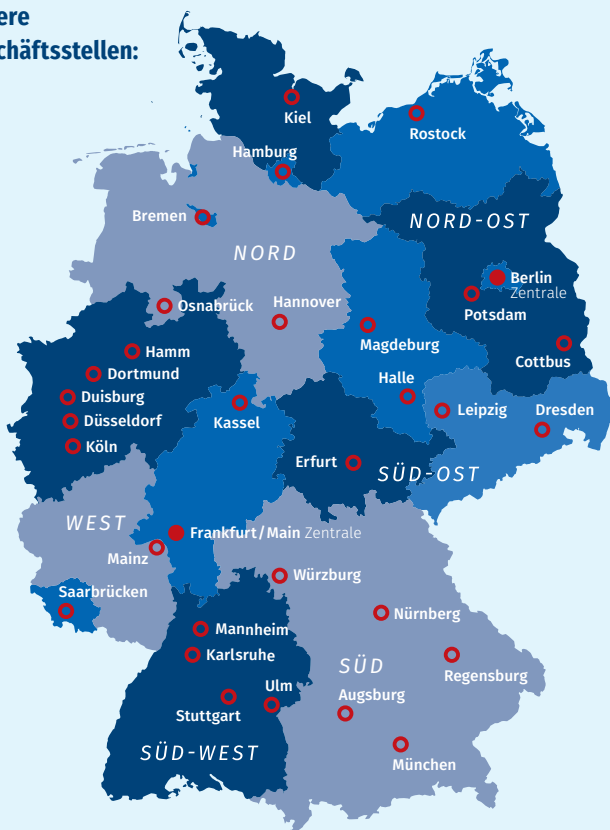 ere
chäftsstellen:
Kiel
Rostock
Hamburg
Bremen
NORD-OST
NORD
Berlin
Zentrale
Osnabrück
Hannover
Potsdam
Magdeburg
Hamm
Cottbus
Dortmund
Halle
Duisburg
Leipzig
Dresden
Düsseldorf
Kassel
Köln
Erfurt
SÜD-OST
WEST
Frankfurt/Main Zentrale
Mainz
Würzburg
Saarbrücken
Nürnberg
Mannheim
Karlsruhe
SÜD
Regensburg
Ulm
Augsburg
Stuttgart
SÜD-WEST
München